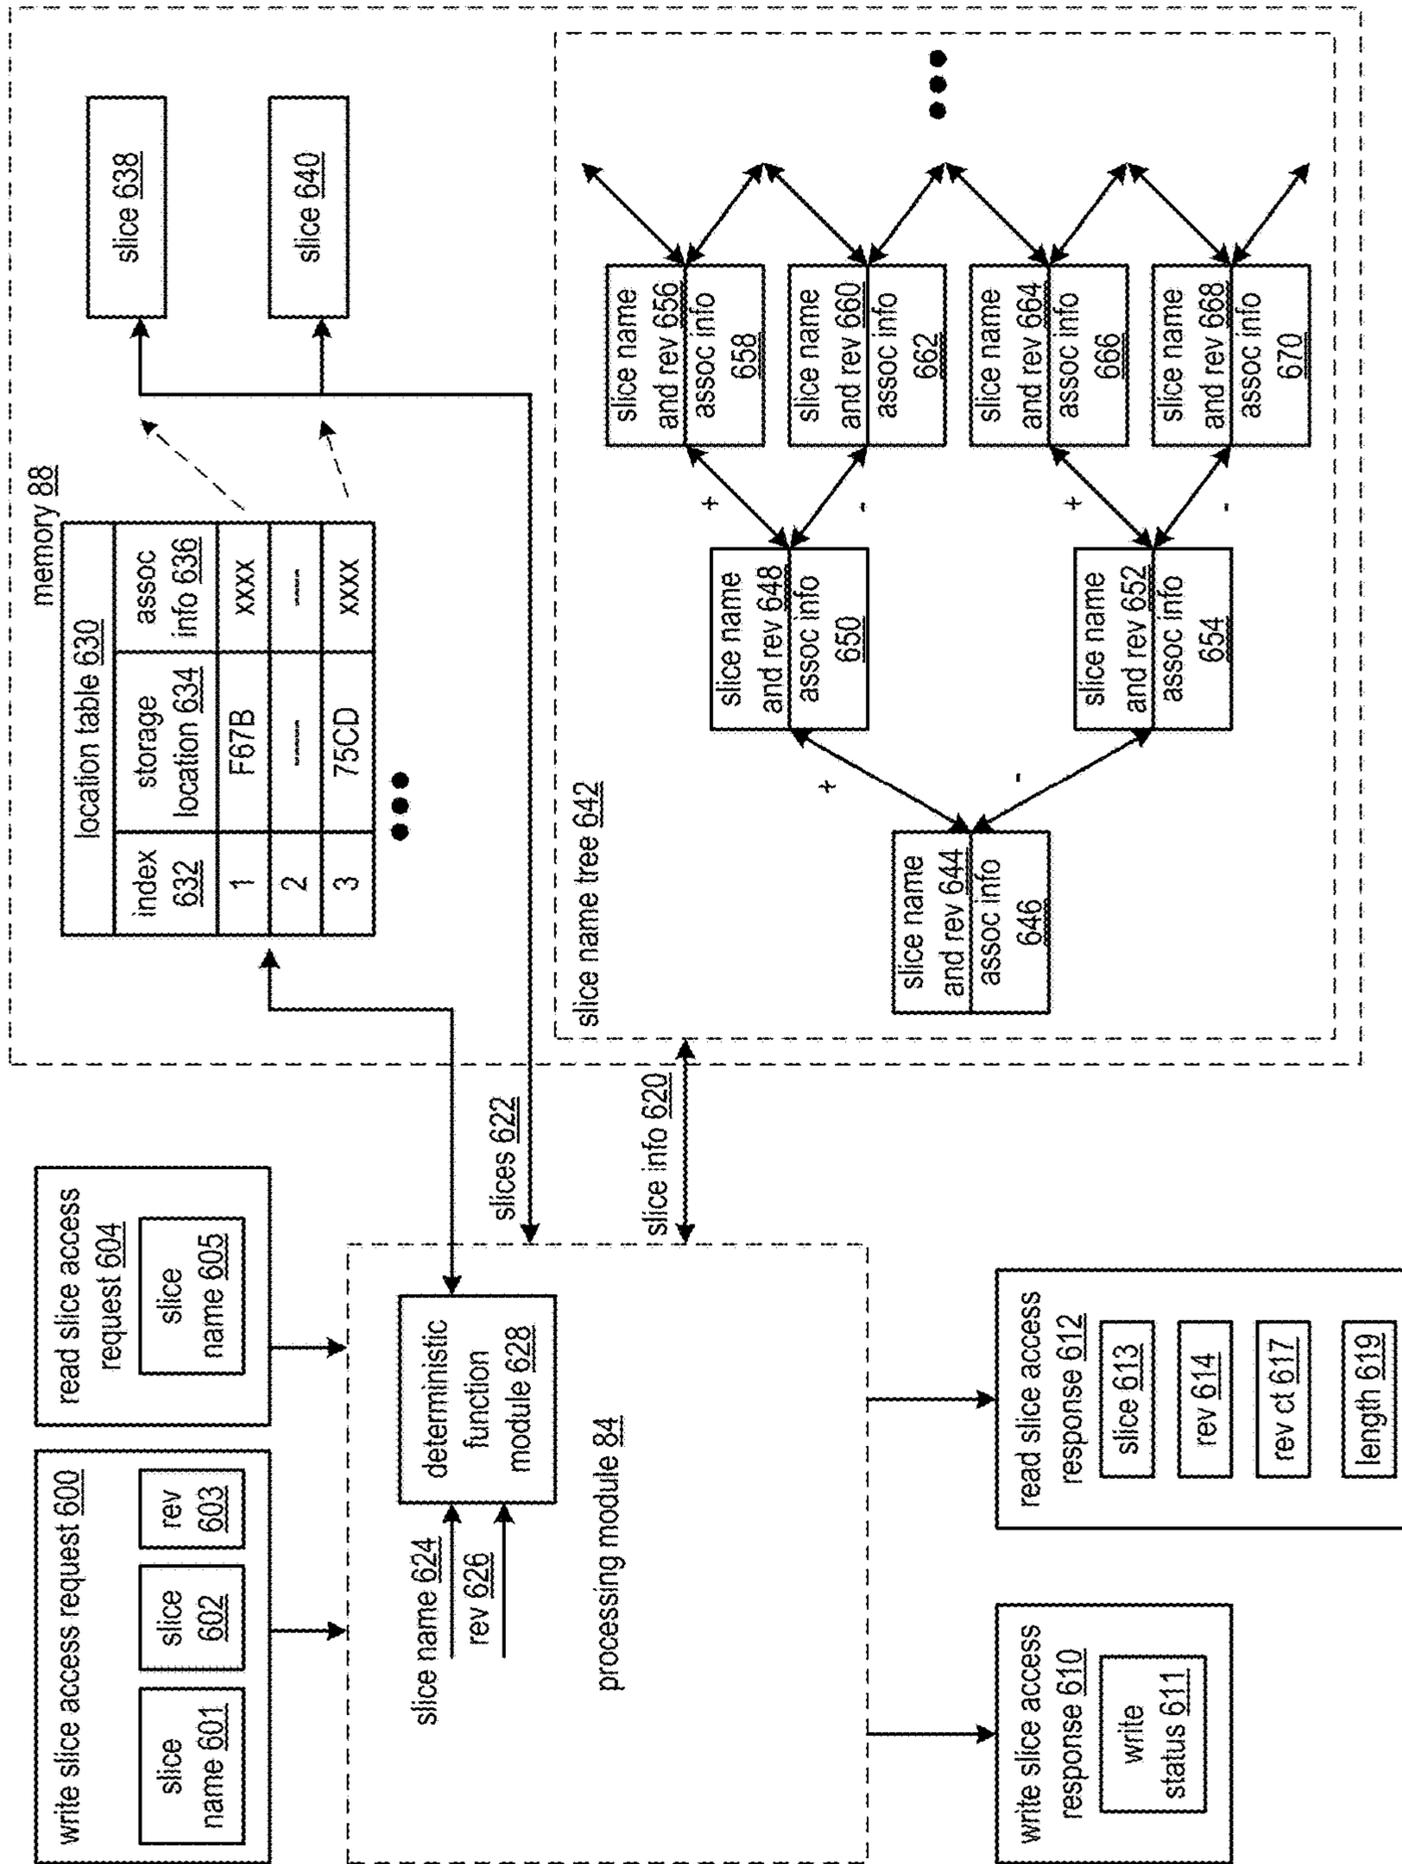 write slice access request 600
slice
name 601
slice
602
rev
603
read slice access
request 604
slice
name 605
slice name 624
rev 626
deterministic
function
module 628
processing module 84
write slice access
response 610
write
status 611
read slice access
response 612
slice 613
rev 614
rev ct 617
length 619
slices 622
slice info 620
memory 88
location table 630
index
632
storage
location 634
assoc
info 636
1
F67B
xxxx
2
----
----
3
75CD
xxxx
slice 638
slice 640
slice name tree 642
slice name
and rev 644
assoc info
646
+
-
slice name
and rev 648
assoc info
650
+
-
slice name
and rev 652
assoc info
654
+
-
slice name
and rev 656
assoc info
658
slice name
and rev 660
assoc info
662
slice name
and rev 664
assoc info
666
slice name
and rev 668
assoc info
670